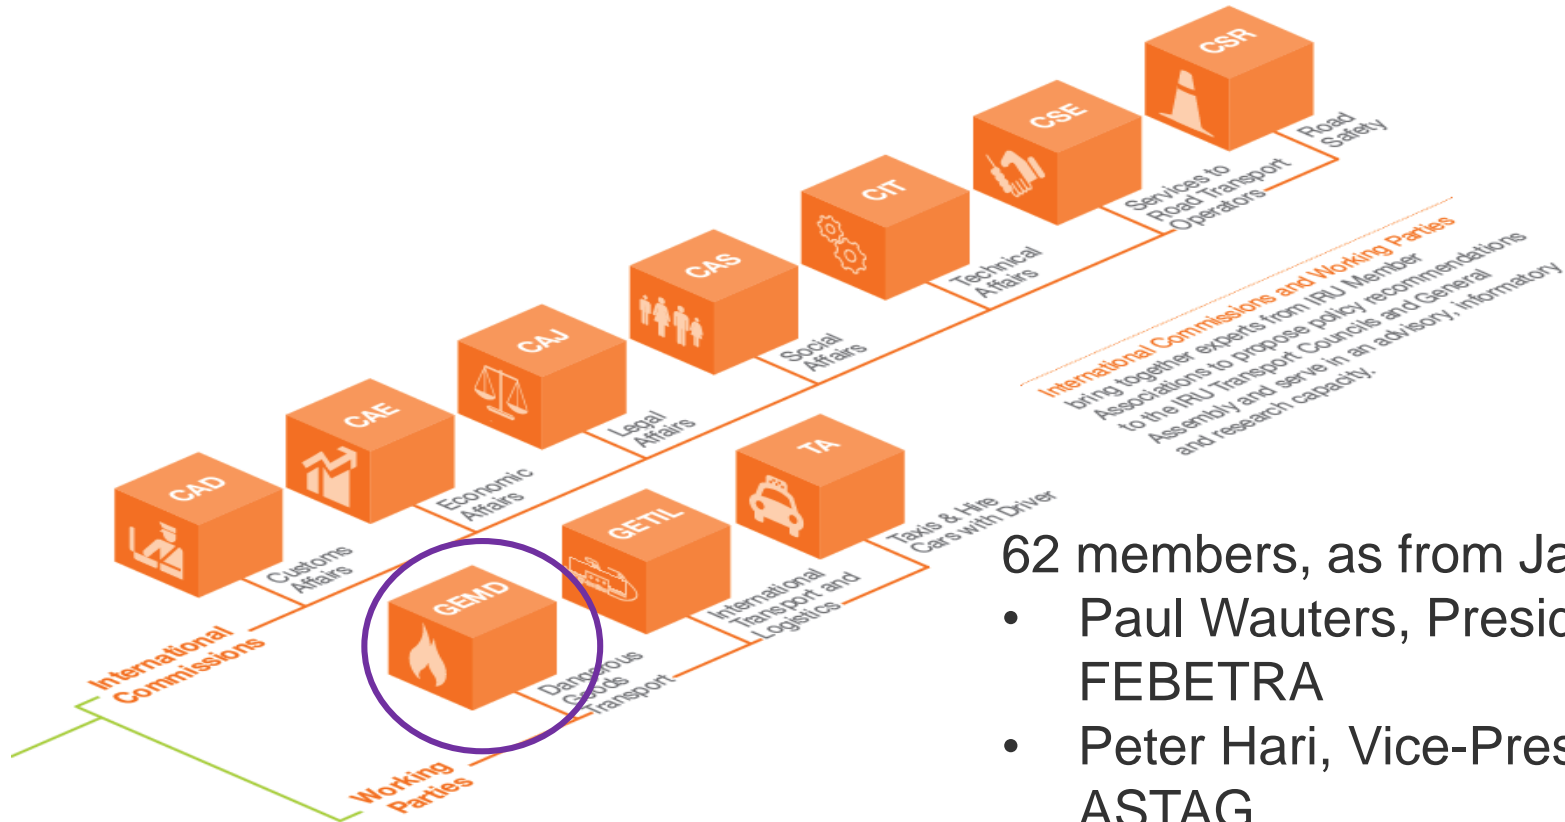 CSR
Road
Safety
CSE
Services to
Road Transport
Operators
CIT
Technical
Affairs
CAS
Social
Affairs
CAJ
Legal
Affairs
CAE
Economic
Affairs
CAD
Customs
Affairs
International
Commissions
International Commissions and Working Parties
bring together experts from IRU Member
Associations to propose policy recommendations
to the IRU Transport Councils and General
Assembly and serve in an advisory, informatory
and research capacity.
TA
Taxis & Hire
Cars with Driver
GETIL
International
Transport and
Logistics
GEMD
Dangerous
Goods
Transport
Working
Parties
62 members, as from Ja
• Paul Wauters, Presid
FEBETRA
• Peter Hari, Vice-Pres
ASTAG